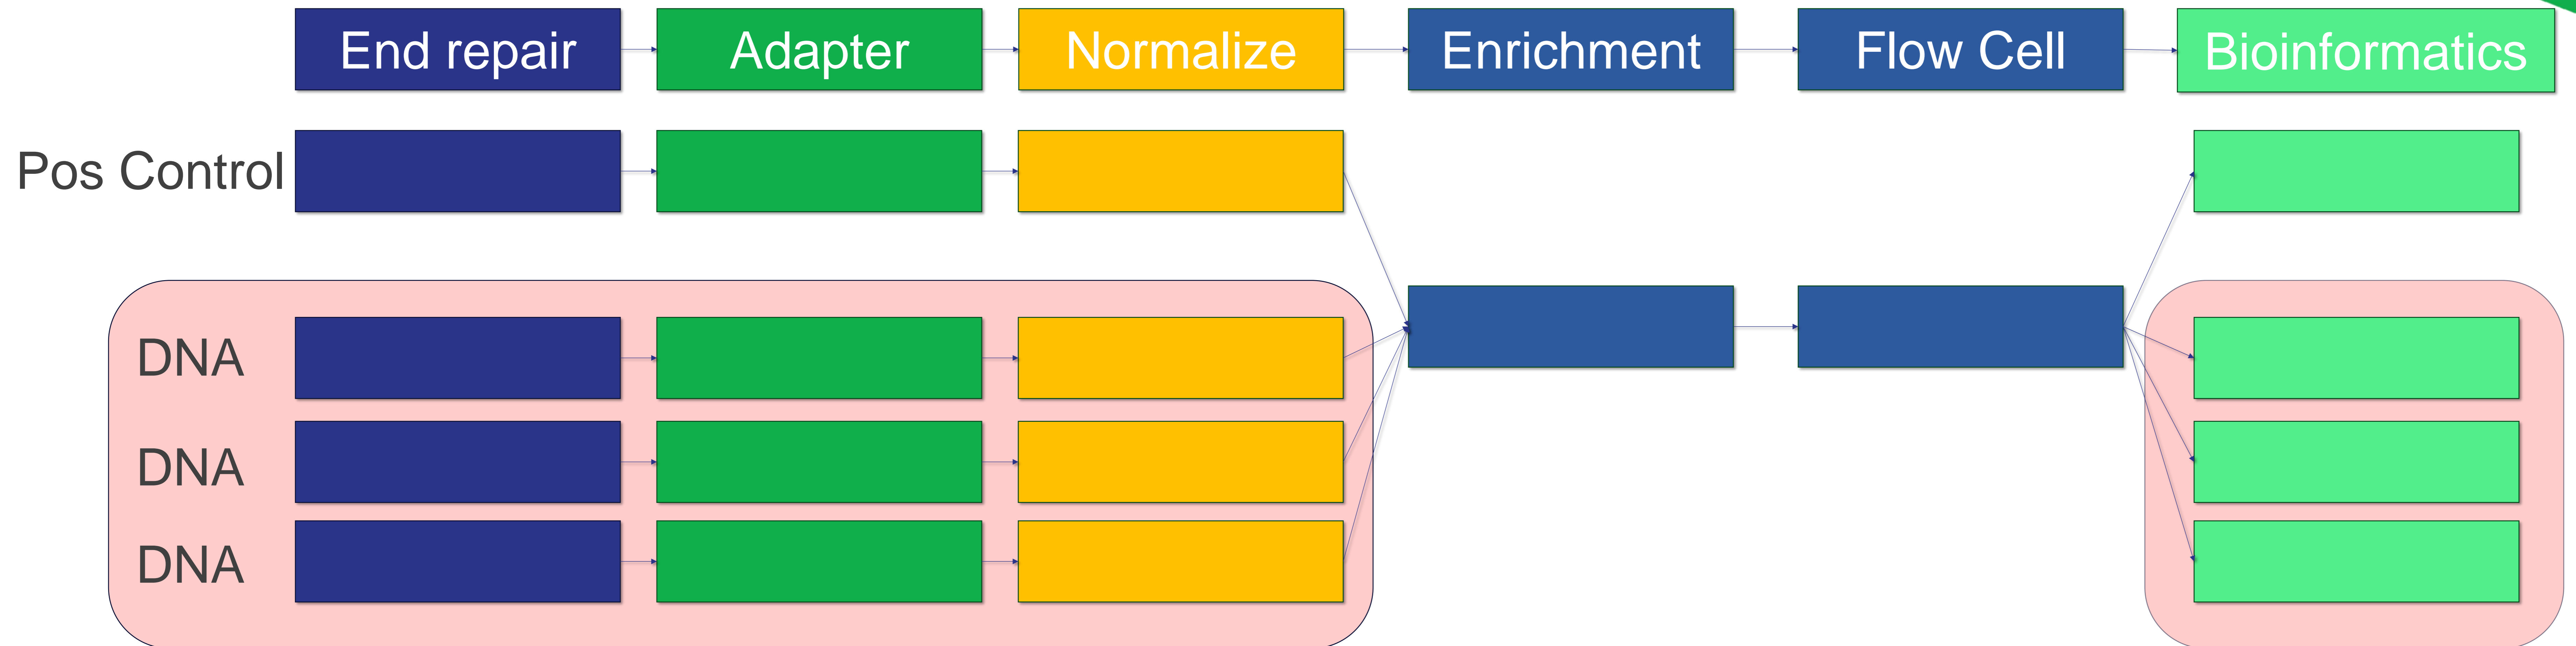 End repair
Adapter
Normalize
Enrichment
Flow Cell
Bioinformatics
Pos Control
DNA
DNA
DNA